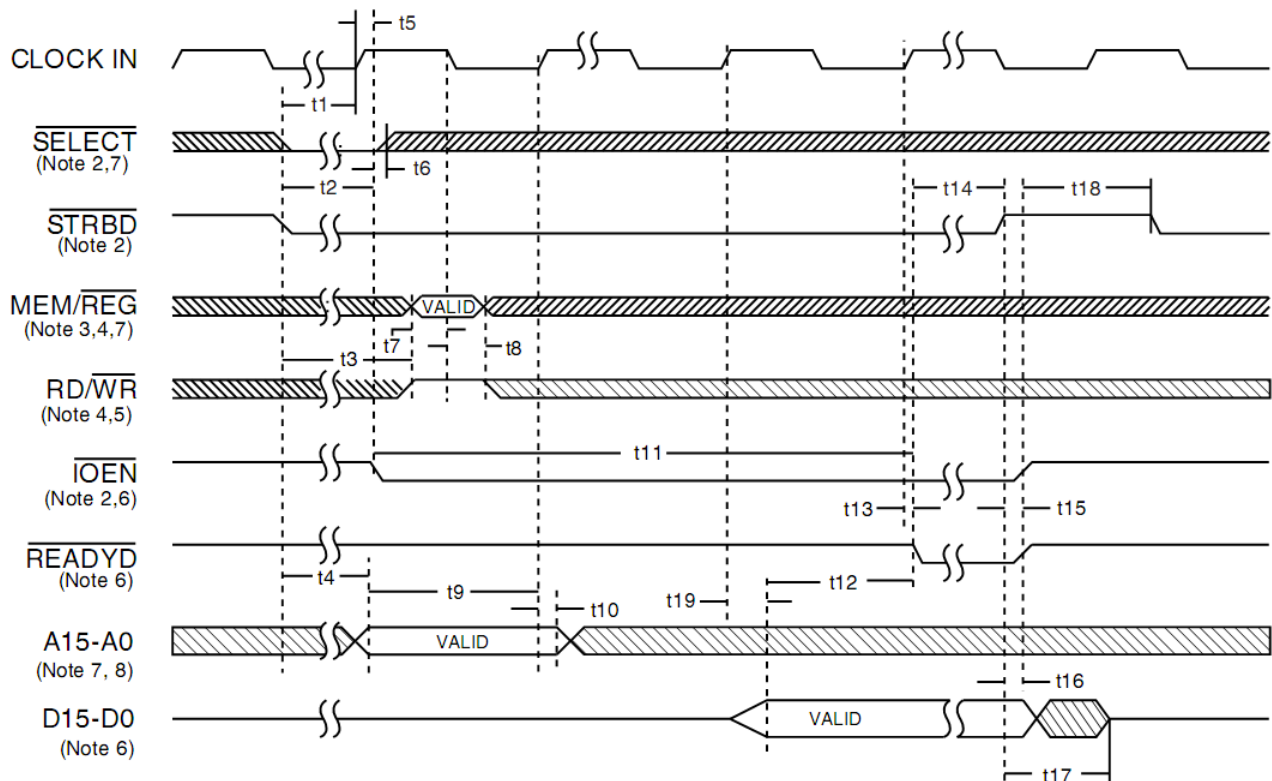 t5
CLOCK IN
t1
SELECT
(Note 2,7)
t6
t2
t14
t18
STRBD
(Note 2)
MEM/REG
VALID
(Note 3,4,7)
t7
t8
t3
RD/WR
(Note 4,5)
t11
IOEN
(Note 2,6)
t13
t15
READYD
(Note 6)
t4
t9
t12
t10
t19
A15-A0
VALID
(Note 7, 8)
t16
D15-D0
VALID
(Note 6)
t17